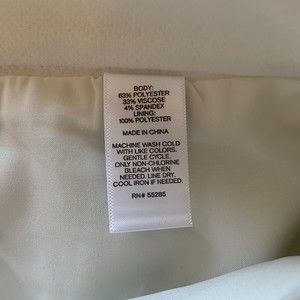 BODY:
63% POLYESTER
33% VISCOSE
4% SPANDEX
LINING:
100% POLYESTER
MADE IN CHINA
MACHINE WASH COLD
WITH LIKE COLORS.
GENTLE CYCLE.
ONLY NON-CHLORINE
BLEACH WHEN
NEEDED. LINE DRY.
COOL IRON IF NEEDED.
RN# 55285